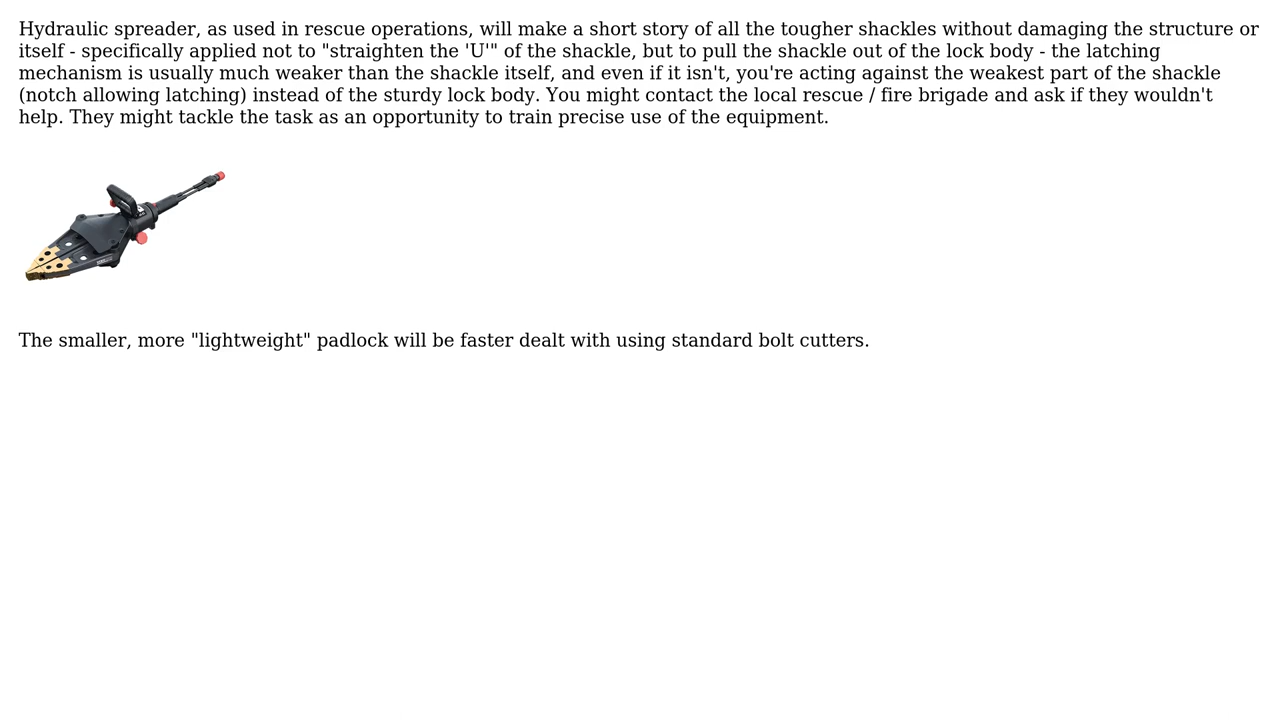 Hydraulic spreader, as used in rescue operations, will make a short story of all the tougher shackles without damaging the structure or
itself - specifically applied not to "straighten the 'U'" of the shackle, but to pull the shackle out of the lock body - the latching
mechanism is usually much weaker than the shackle itself, and even if it isn't, you're acting against the weakest part of the shackle
(notch allowing latching) instead of the sturdy lock body. You might contact the local rescue / fire brigade and ask if they wouldn't
help. They might tackle the task as an opportunity to train precise use of the equipment.
The smaller, more "lightweight" padlock will be faster dealt with using standard bolt cutters.